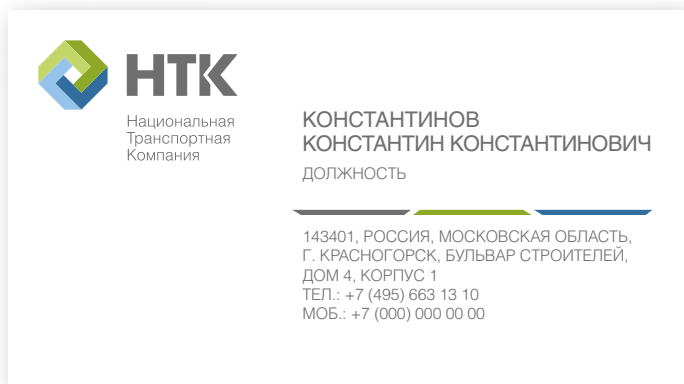 НТК
Национальная
Транспортная
Компания
КОНСТАНТИНОВ
КОНСТАНТИН КОНСТАНТИНОВИЧ
ДОЛЖНОСТЬ
143401, РОССИЯ, МОСКОВСКАЯ ОБЛАСТЬ,
Г. КРАСНОГОРСК, БУЛЬВАР СТРОИТЕЛЕЙ,
ДОМ 4, КОРПУС 1
ТЕЛ.: +7 (495) 663 13 10
МОБ.: +7 (000) 000 00 00